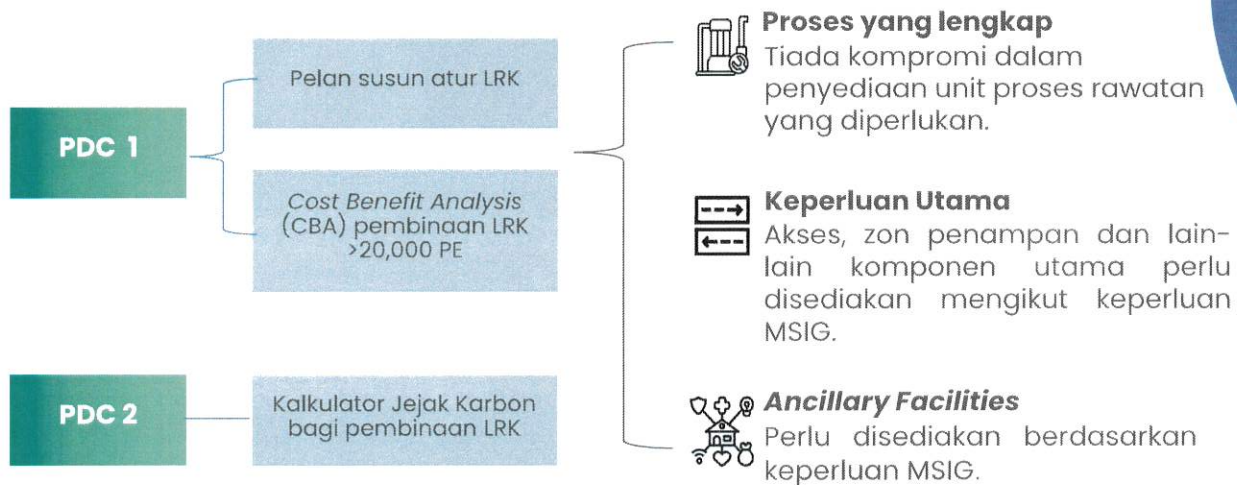 PDC 1
Pelan susun atur LRK
Cost Benefit Analysis
(CBA) pembinaan LRK
>20,000 PE
PDC 2
Kalkulator Jejak Karbon
bagi pembinaan LRK
Proses yang lengkap
Tiada kompromi dalam
penyediaan unit proses rawatan
yang diperlukan.
Keperluan Utama
Akses, zon penampan dan lain-
lain komponen utama perlu
disediakan mengikut keperluan
MSIG.
Ancillary Facilities
Perlu disediakan berdasarkan
keperluan MSIG.